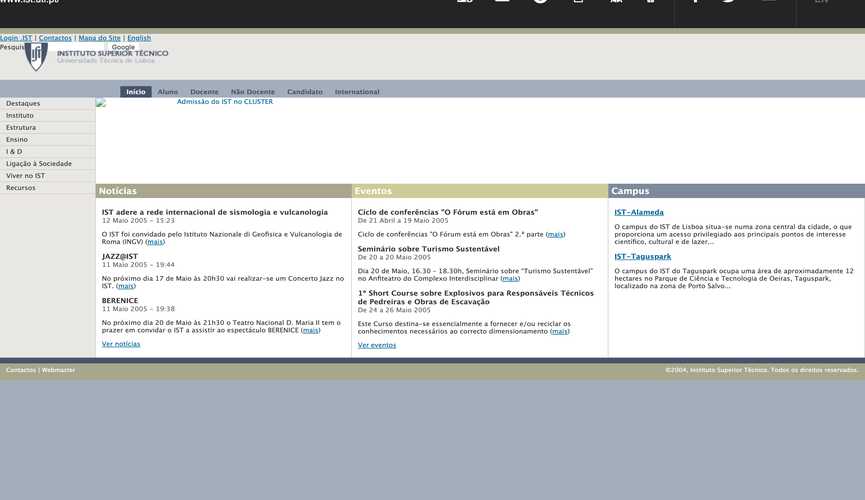 www.ist.utl.pt/
EN
Login .IST | Contactos | Mapa do Site | English
Pesquis
Google
INSTITUTO SUPERIOR TÉCNICO
Universidade Técnica de Lisboa
Início Aluno Docente Não Docente Candidato International
Destaques
Instituto
Estrutura
Ensino
I & D
Ligação à Sociedade
Viver no IST
Recursos
Admissão do IST no CLUSTER
Notícias
IST adere a rede internacional de sismologia e vulcanologia
12 Maio 2005 - 15:23
O IST foi convidado pelo Istituto Nazionale di Geofisica e Vulcanologia de
Roma (INGV) (mais)
JAZZ@IST
11 Maio 2005 - 19:44
No próximo dia 17 de Maio às 20h30 vai realizar-se um Concerto Jazz no
IST. (mais)
BERENICE
11 Maio 2005 - 19:38
No próximo dia 20 de Maio às 21h30 o Teatro Nacional D. Maria II tem o
prazer em convidar o IST a assistir ao espectáculo BERENICE (mais)
Ver notícias
Eventos
Ciclo de conferências "O Fórum está em Obras"
De 21 Abril a 19 Maio 2005
Ciclo de conferências "O Fórum está em Obras" 2.ª parte (mais)
Seminário sobre Turismo Sustentável
De 20 a 20 Maio 2005
Dia 20 de Maio, 16.30 - 18.30h, Seminário sobre "Turismo Sustentável"
no Anfiteatro do Complexo Interdisciplinar (mais)
1º Short Course sobre Explosivos para Responsáveis Técnicos
de Pedreiras e Obras de Escavação
De 24 a 26 Maio 2005
Este Curso destina-se essencialmente a fornecer e/ou reciclar os
conhecimentos necessários ao correcto dimensionamento (mais)
Ver eventos
Campus
IST-Alameda
O campus do IST de Lisboa situa-se numa zona central da cidade, o que
proporciona um acesso privilegiado aos principais pontos de interesse
científico, cultural e de lazer...
IST-Taguspark
O campus do IST do Taguspark ocupa uma área de aproximadamente 12
hectares no Parque de Ciência e Tecnologia de Oeiras, Taguspark,
localizado na zona de Porto Salvo...
Contactos | Webmaster
©2004, Instituto Superior Técnico. Todos os direitos reservados.